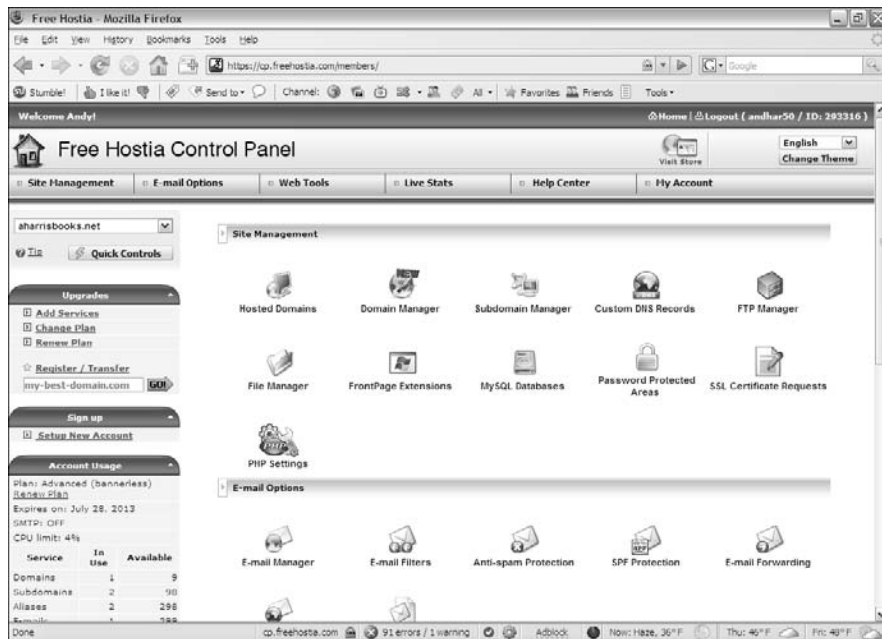 Free Hostia - Mozilla Firefox
File Edit View History Bookmarks Tools Help
https://cp.freehostia.com/members/
Google
Stumble! I like it! Send to Channel: All Favorites Friends Tools
Welcome Andy!
Home | Logout ( andhar50 / ID: 293316 )
Free Hostia Control Panel
Visit Store
English
Change Theme
Site Management E-mail Options Web Tools Live Stats Help Center My Account
aharrisbooks.net
Tip Quick Controls
Upgrades
Add Services
Change Plan
Renew Plan
Register / Transfer
my-best-domain.com GO!
Sign up
Setup New Account
Account Usage
Plan: Advanced (bannerless)
Renew Plan
Expires on: July 28, 2013
SMTP: OFF
CPU limit: 4%
Service In Use Available
Domains 1 9
Subdomains 2 98
Aliases 2 298
E-mails 1 299
Site Management
Hosted Domains
NEW
Domain Manager
Subdomain Manager
Custom DNS Records
FTP Manager
File Manager
FrontPage Extensions
MySQL Databases
Password Protected Areas
SSL Certificate Requests
PHP
PHP Settings
E-mail Options
E-mail Manager
E-mail Filters
Anti-spam Protection
SPF
SPF Protection
E-mail Forwarding
Done cp.freehostia.com 91 errors / 1 warning Adblock Now: Haze, 36°F Thu: 46°F Fri: 48°F